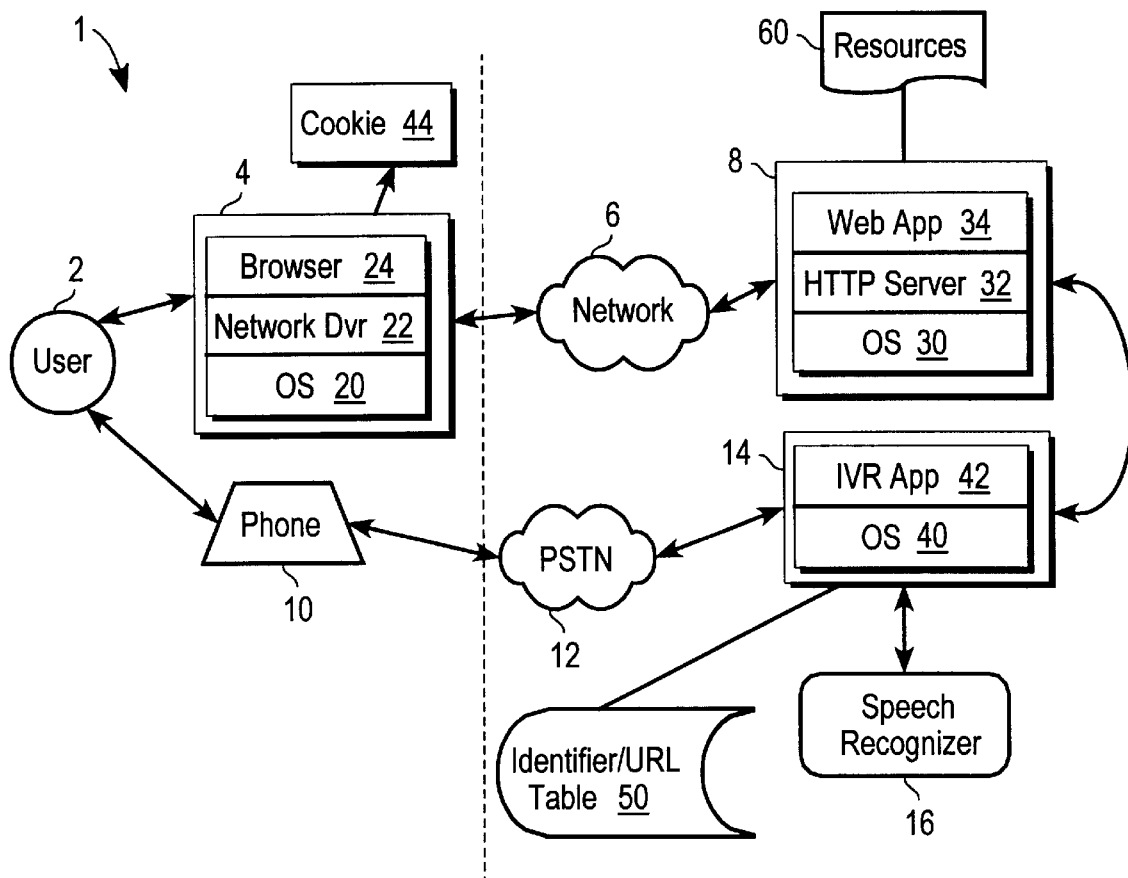 1
60
Resources
Cookie 44
4
8
Browser 24
Network Dvr 22
OS 20
2
User
6
Network
Web App 34
HTTP Server 32
OS 30
14
IVR App 42
OS 40
Phone
10
PSTN
12
Identifier/URL
Table 50
Speech
Recognizer
16